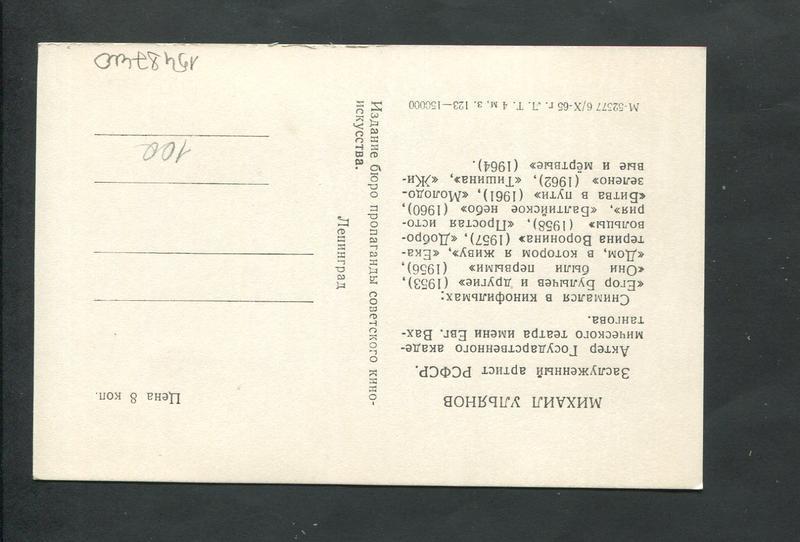 МИХАИЛ УЛЬЯНОВ
Заслуженный артист РСФСР.
Актер Государственного акаде-
мического театра имени Евг. Вах-
тангова.
Снимался в кинофильмах:
«Егор Булычев и другие» (1953),
«Они были первыми» (1956),
«Дом, в котором я живу», «Ека-
терина Воронина» (1957), «Добро-
вольцы» (1958), «Простая исто-
рия», «Балтийское небо» (1960),
«Битва в пути» (1961), «Молодо-
зелено» (1962), «Тишина», «Жи-
вые и мёртвые» (1964).
М-52577 6/X-65 г. Л. Т. 4 м, з. 123—150000
Издание бюро пропаганды советского кино-
искусства.
Ленинград
Цена 8 коп.
100